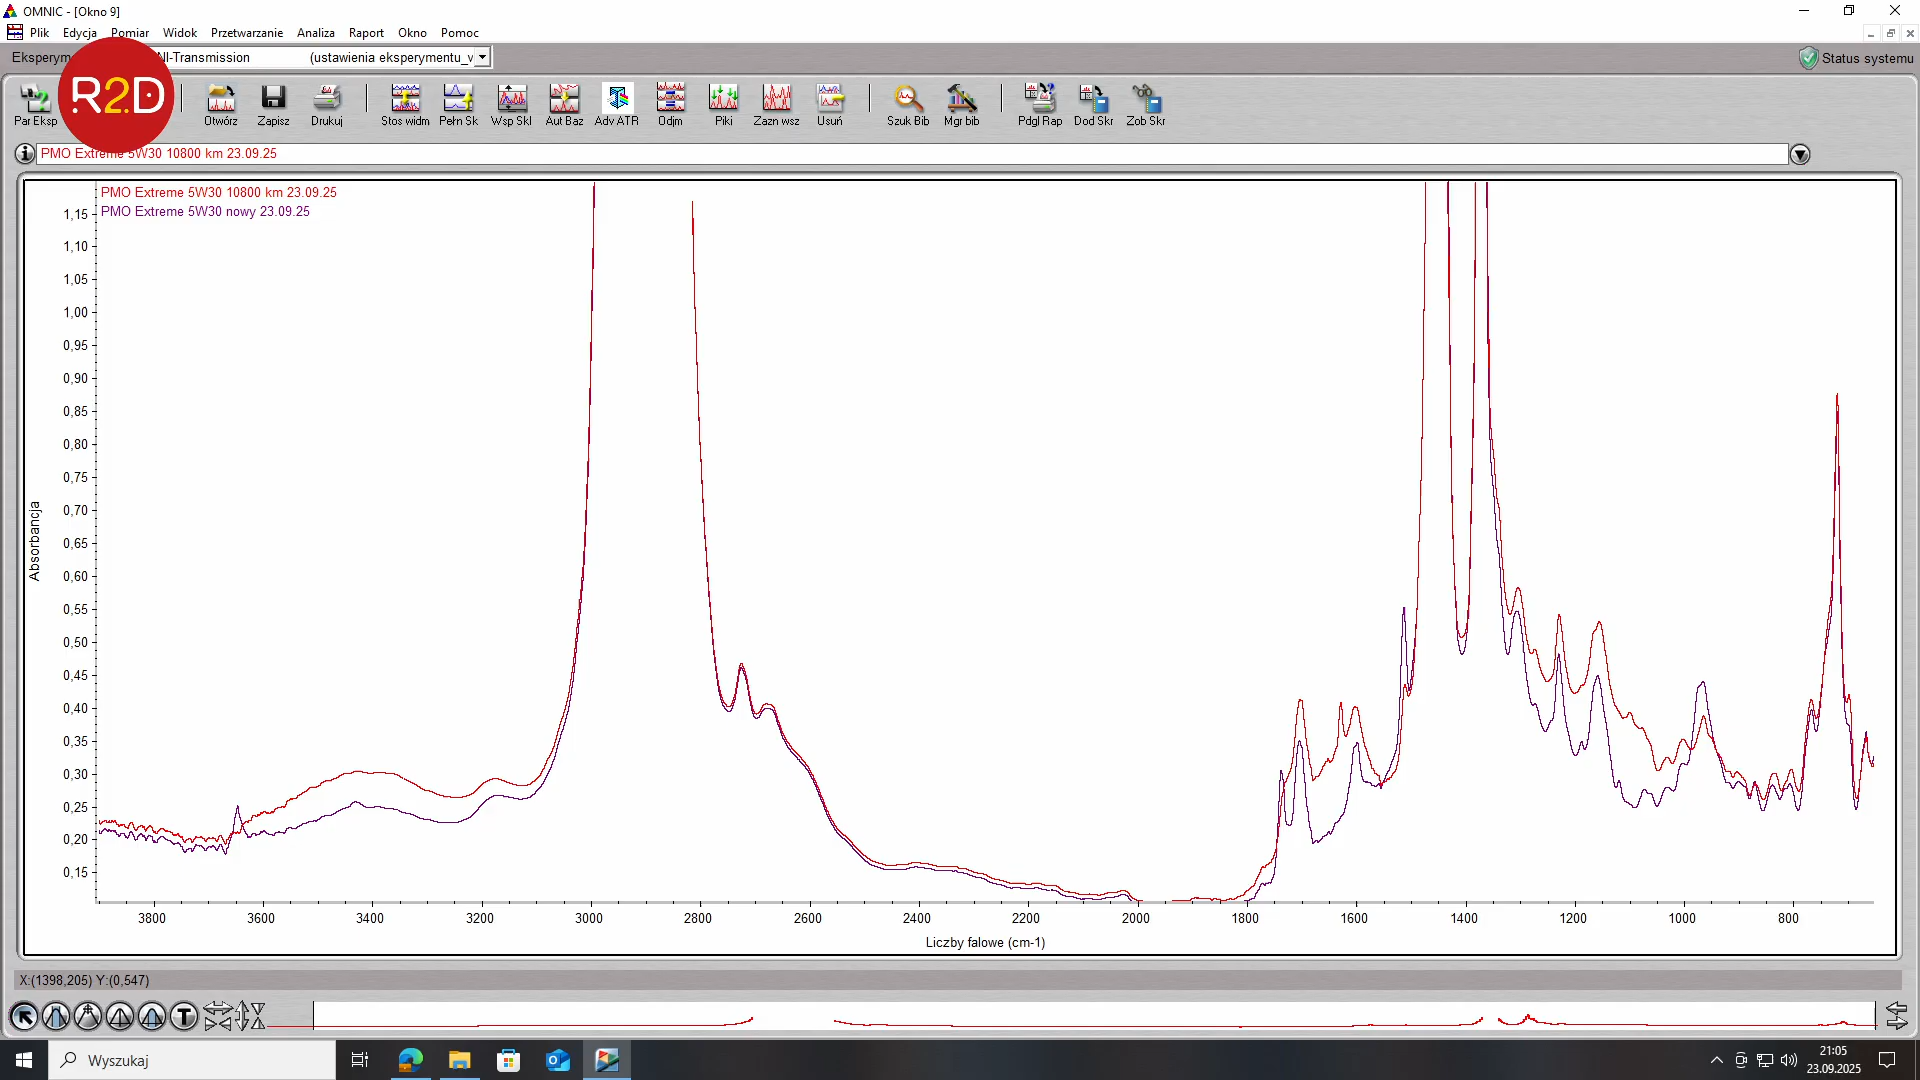 OMNIC - [Okno 9]
Plik Edycja Pomiar Widok Przetwarzanie Analiza Raport Okno Pomoc
Eksperym NI-Transmission (ustawienia eksperymentu_v
Status systemu
R2D
Par Eksp Otwórz Zapisz Drukuj Stos widm Pełn Sk Wsp Skl Aut Baz Adv ATR Odjm Piki Zazn wsz Usuń Szuk Bib Mgr bib Pdgl Rap Dod Skr Zob Skr
PMO Extreme 5W30 10800 km 23.09.25
PMO Extreme 5W30 10800 km 23.09.25
PMO Extreme 5W30 nowy 23.09.25
1,15
1,10
1,05
1,00
0,95
0,90
0,85
0,80
0,75
0,70
0,65
0,60
0,55
0,50
0,45
0,40
0,35
0,30
0,25
0,20
0,15
Absorbancja
3800 3600 3400 3200 3000 2800 2600 2400 2200 2000 1800 1600 1400 1200 1000 800
Liczby falowe (cm-1)
X:(1398,205) Y:(0,547)
T
Wyszukaj
21:05
23.09.2025